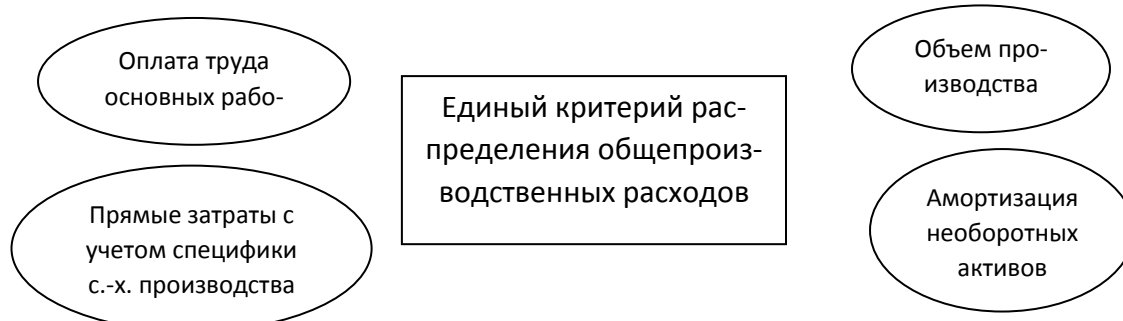 Оплата труда
основных рабо-
Прямые затраты с
учетом специфики
с.-х. производства
Единый критерий рас-
пределения общепроиз-
водственных расходов
Объем про-
изводства
Амортизация
необоротных
активов